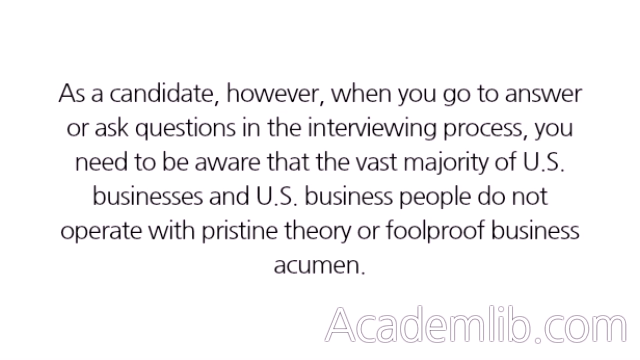 As a candidate, however, when you go to answer
or ask questions in the interviewing process, you
need to be aware that the vast majority of U.S.
businesses and U.S. business people do not
operate with pristine theory or foolproof business
acumen.
Academlib.com